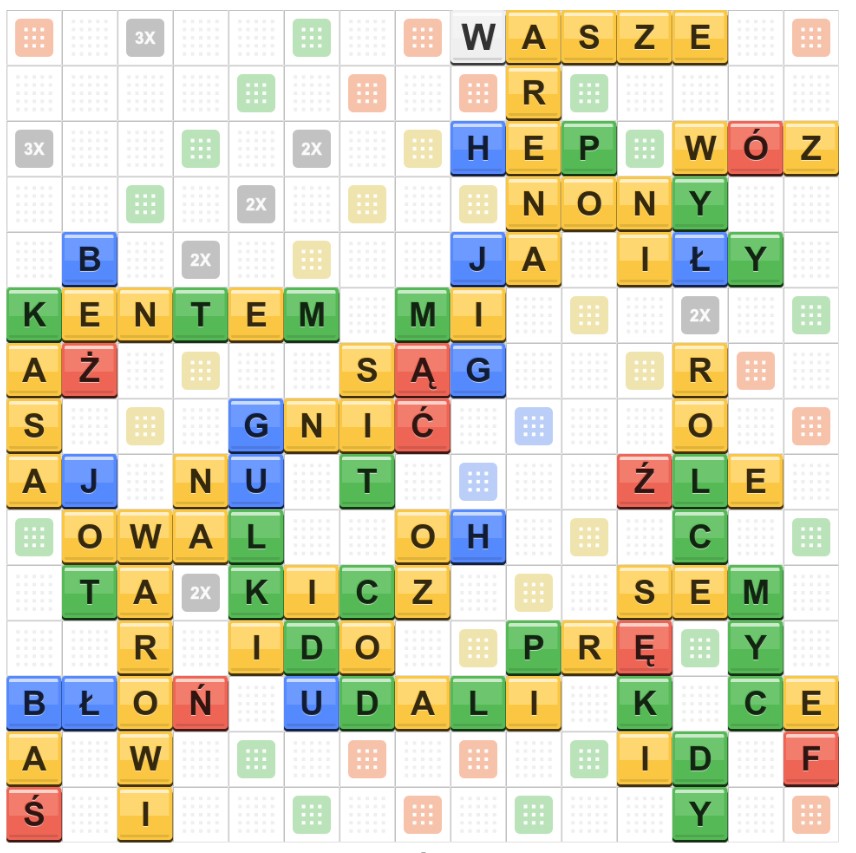 3X W A S Z E
R
3X 2X H E P W Ó Z
2X N O N Y
B 2X J A I Ł Y
K E N T E M M I 2X
A Ż S Ą G R
S G N I Ć O
A J N U T Ź L E
O W A L O H C
T A 2X K I C Z S E M
R I D O P R Ę Y
B Ł O Ń U D A L I K C E
A W I D F
Ś I Y